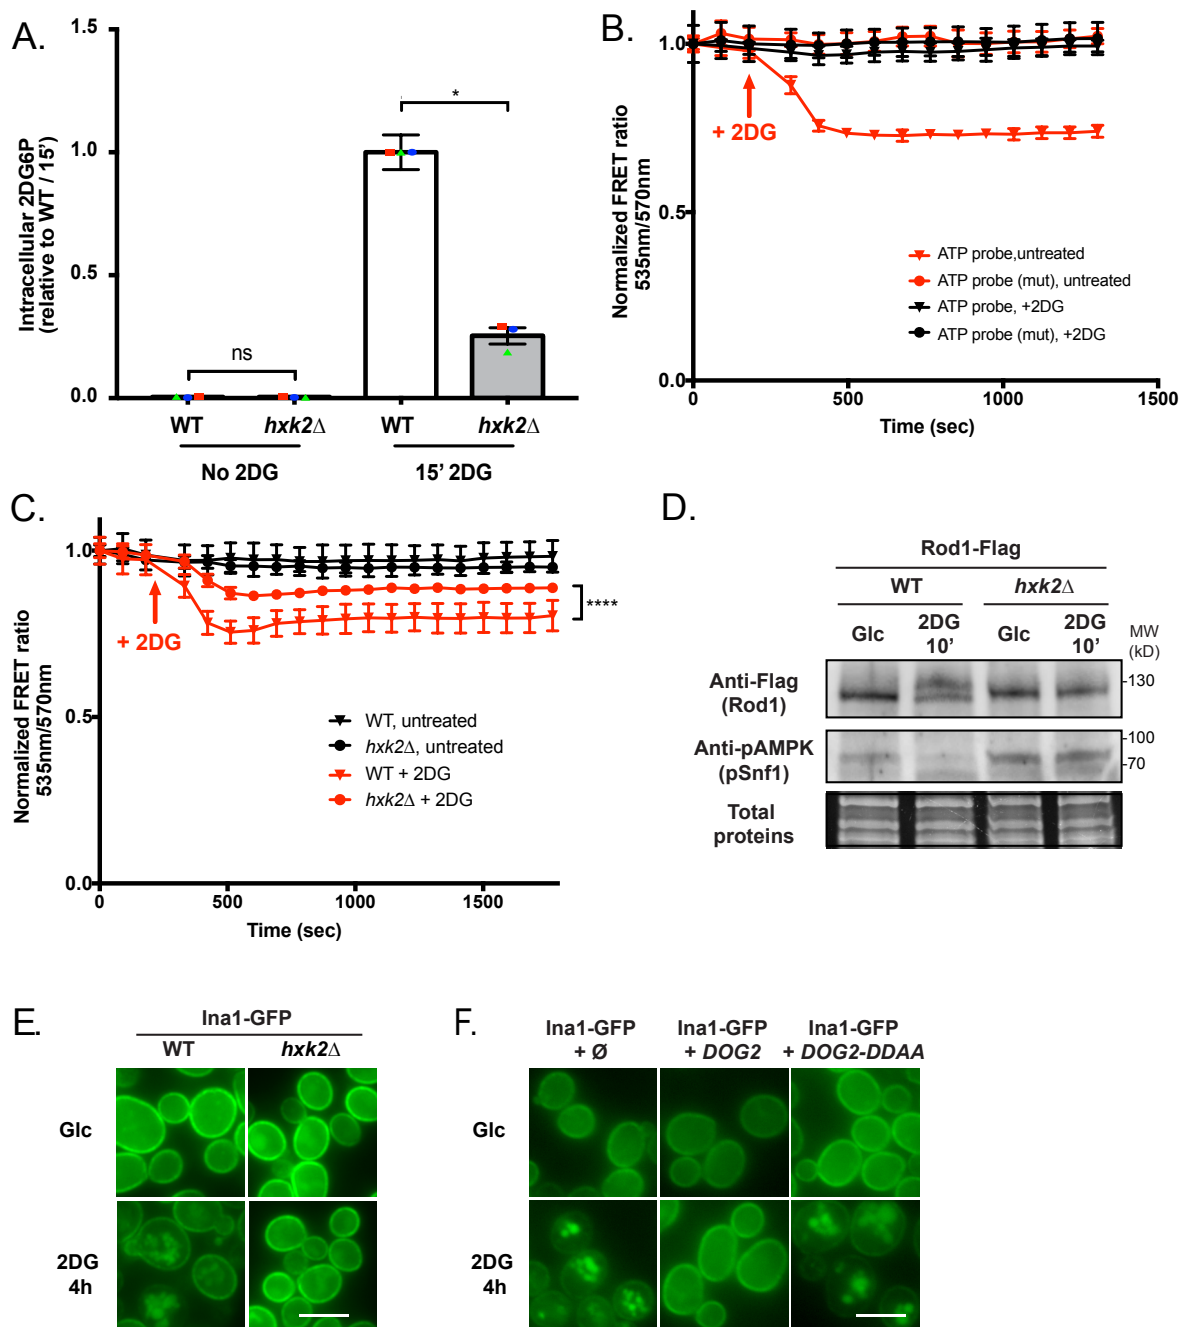 A.
Intracellular 2DG6P
(relative to WT / 15')
1.5
1.0
0.5
0.0
*
ns
WT
hxk2Δ
WT
hxk2Δ
No 2DG
15' 2DG
B.
Normalized FRET ratio
535nm/570nm
1.0
0.5
0.0
+ 2DG
ATP probe,untreated
ATP probe (mut), untreated
ATP probe, +2DG
ATP probe (mut), +2DG
0
500
1000
1500
Time (sec)
C.
Normalized FRET ratio
535nm/570nm
1.0
0.5
0.0
+ 2DG
****
WT, untreated
hxk2Δ, untreated
WT + 2DG
hxk2Δ + 2DG
0
500
1000
1500
Time (sec)
D.
Rod1-Flag
WT
hxk2Δ
Glc
2DG
10'
Glc
2DG
10'
MW
(kD)
Anti-Flag
(Rod1)
-130
Anti-pAMPK
(pSnf1)
100
-70
Total
proteins
E.
Ina1-GFP
WT
hxk2Δ
Glc
2DG
4h
F.
Ina1-GFP
+ Ø
Ina1-GFP
+ DOG2
Ina1-GFP
+ DOG2-DDAA
Glc
2DG
4h